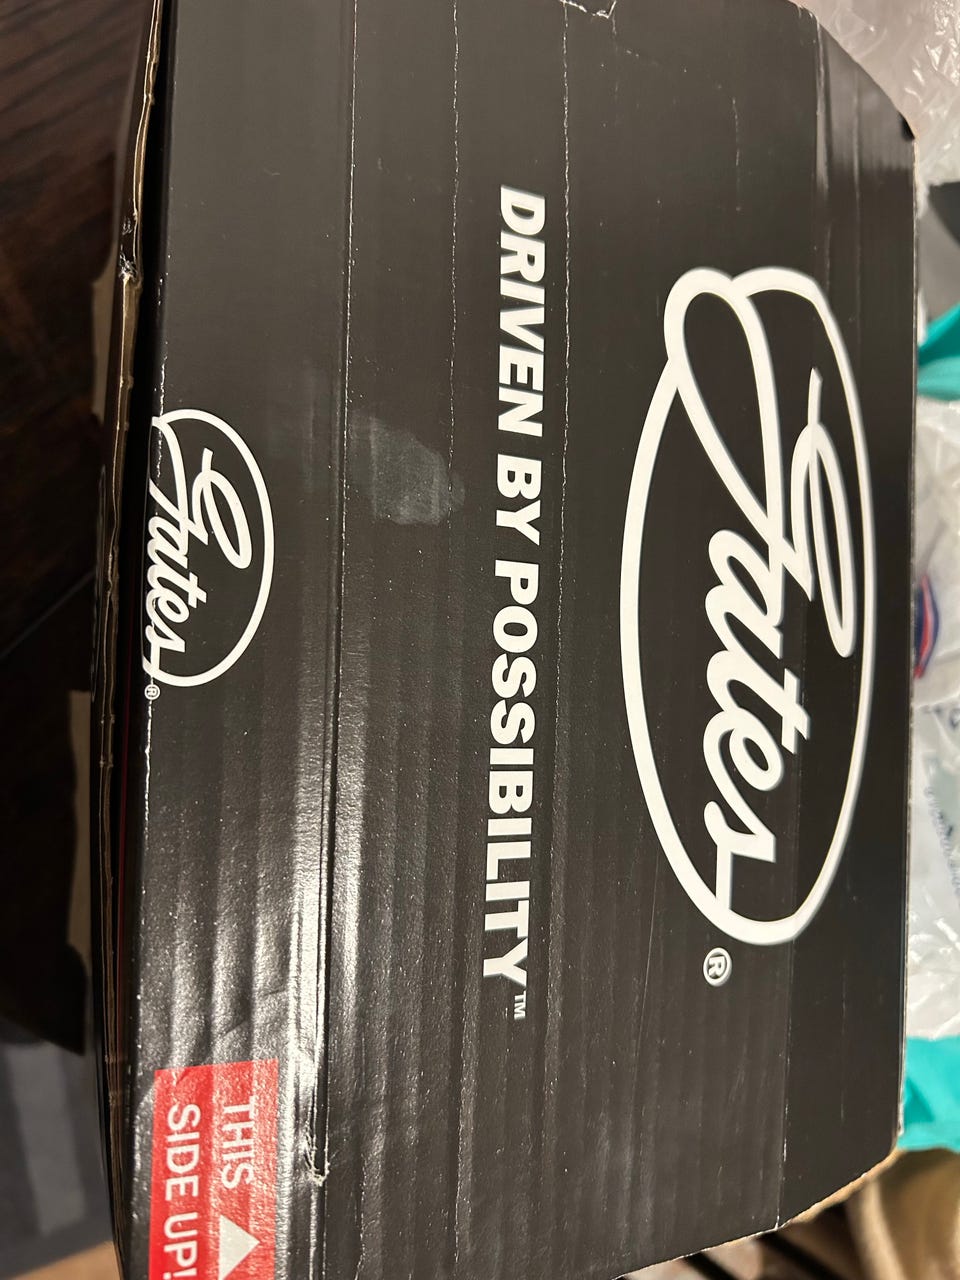 Gates®
DRIVEN BY POSSIBILITY™
Gates®
THIS
SIDE UP!